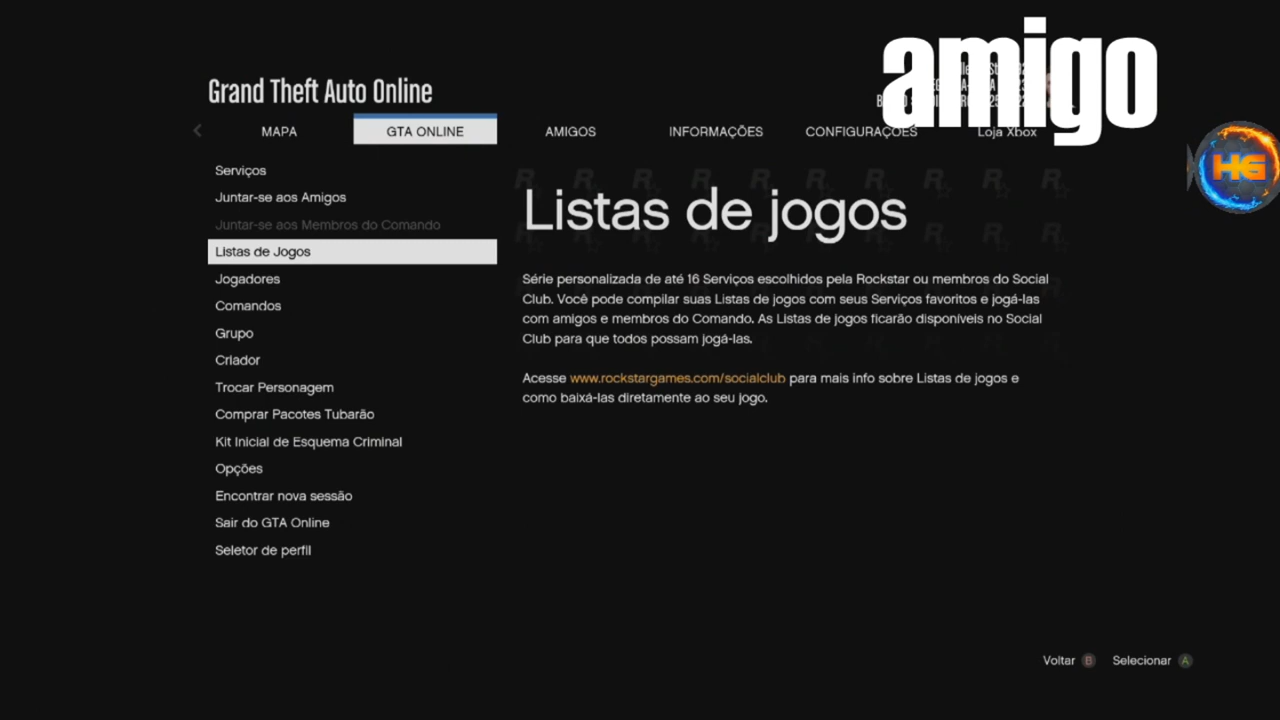 amigo
Grand Theft Auto Online
MAPA
GTA ONLINE
AMIGOS
INFORMAÇÕES
CONFIGURAÇÕES
Loja Xbox
HG
Serviços
Juntar-se aos Amigos
Juntar-se aos Membros do Comando
Listas de Jogos
Jogadores
Comandos
Grupo
Criador
Trocar Personagem
Comprar Pacotes Tubarão
Kit Inicial de Esquema Criminal
Opções
Encontrar nova sessão
Sair do GTA Online
Seletor de perfil
Listas de jogos
Série personalizada de até 16 Serviços escolhidos pela Rockstar ou membros do Social
Club. Você pode compilar suas Listas de jogos com seus Serviços favoritos e jogá-las
com amigos e membros do Comando. As Listas de jogos ficarão disponíveis no Social
Club para que todos possam jogá-las.
Acesse www.rockstargames.com/socialclub para mais info sobre Listas de jogos e
como baixá-las diretamente ao seu jogo.
Voltar B Selecionar A